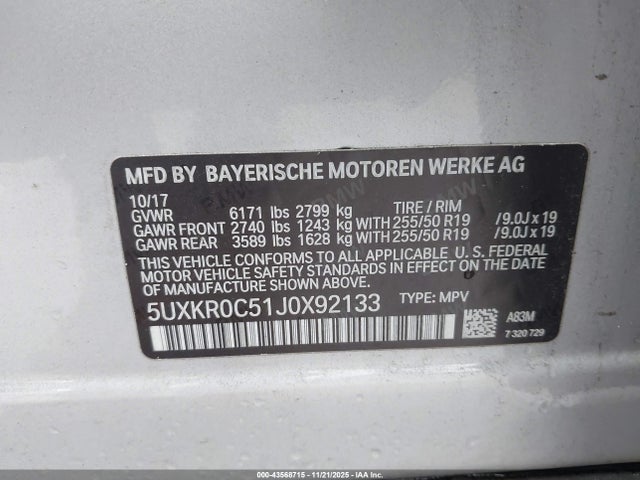 MFD BY BAYERISCHE MOTOREN WERKE AG
10/17 TIRE / RIM
GVWR 6171 lbs 2799 kg
GAWR FRONT 2740 lbs 1243 kg WITH 255/50 R19 /9.0J x 19
GAWR REAR 3589 lbs 1628 kg WITH 255/50 R19 /9.0J x 19
THIS VEHICLE CONFORMS TO ALL APPLICABLE U. S. FEDERAL
MOTOR VEHICLE SAFETY STANDARDS IN EFFECT ON THE DATE
OF MANUFACTURE SHOWN ABOVE.
5UXKR0C51J0X92133 TYPE: MPV
A83M
7 320 729
000-43568715 - 11/21/2025 - IAAI.COM